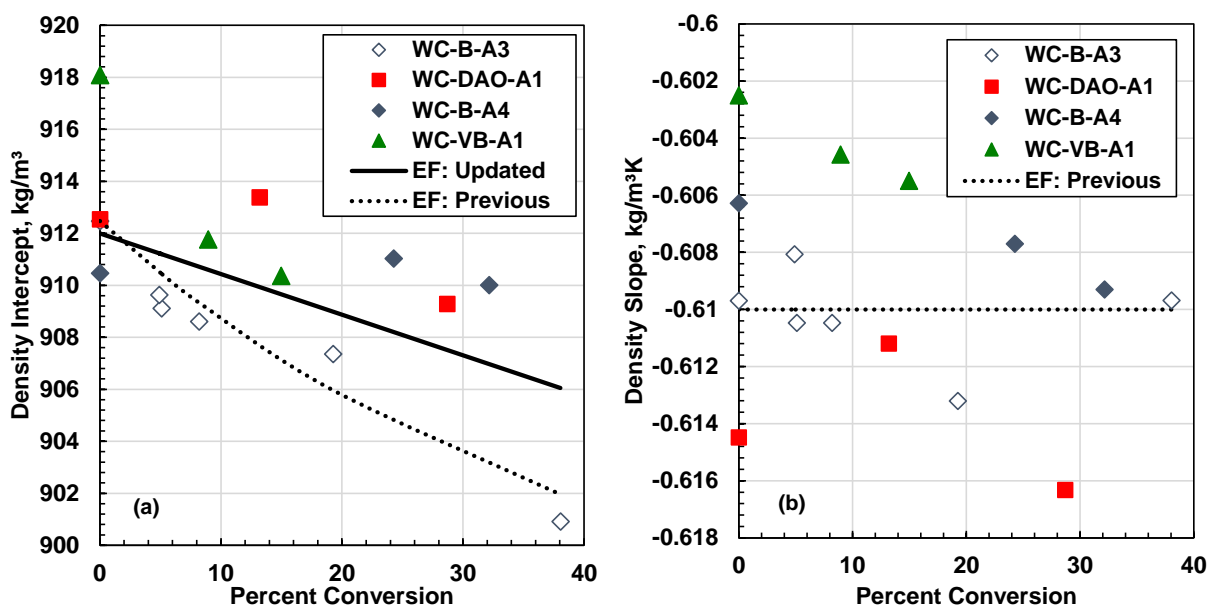 920
918
916
914
912
910
908
906
904
902
900
Density Intercept, kg/m³
WC-B-A3
WC-DAO-A1
WC-B-A4
WC-VB-A1
EF: Updated
EF: Previous
(a)
0 10 20 30 40
Percent Conversion
-0.6
-0.602
-0.604
-0.606
-0.608
-0.61
-0.612
-0.614
-0.616
-0.618
Density Slope, kg/m³K
WC-B-A3
WC-DAO-A1
WC-B-A4
WC-VB-A1
EF: Previous
(b)
0 10 20 30 40
Percent Conversion